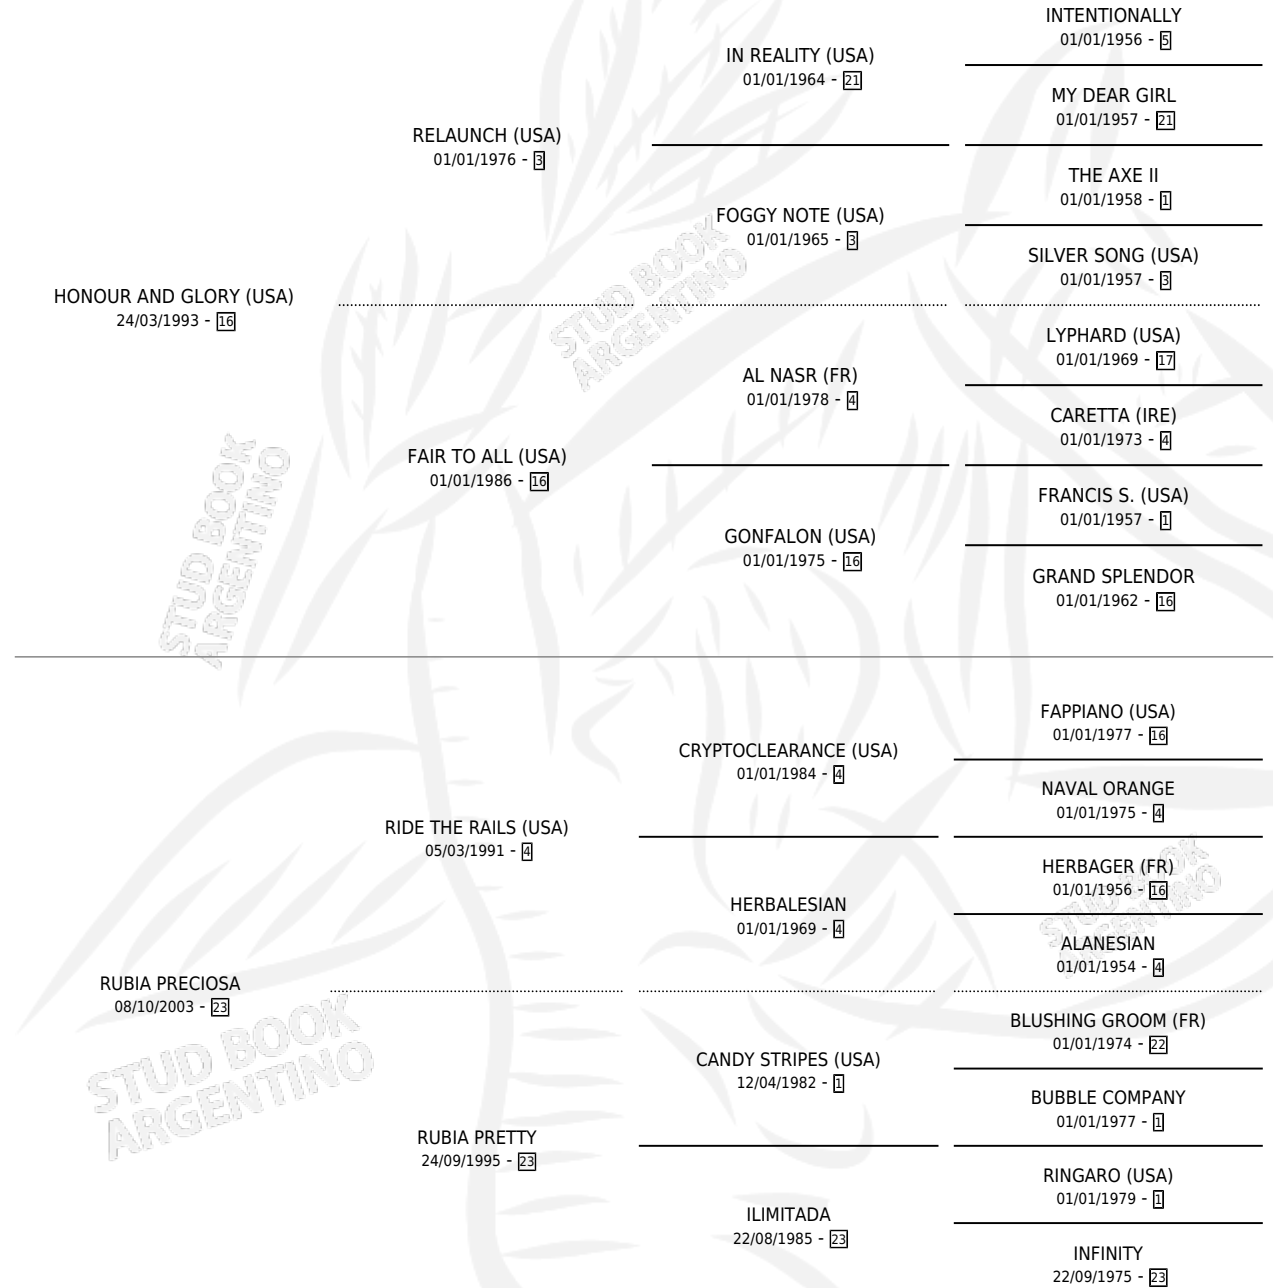 INTENTIONALLY
01/01/1956 - 5
IN REALITY (USA)
01/01/1964 - 21
MY DEAR GIRL
01/01/1957 - 21
RELAUNCH (USA)
01/01/1976 - 3
THE AXE II
01/01/1958 - 1
FOGGY NOTE (USA)
01/01/1965 - 3
SILVER SONG (USA)
01/01/1957 - 3
HONOUR AND GLORY (USA)
24/03/1993 - 16
LYPHARD (USA)
01/01/1969 - 17
AL NASR (FR)
01/01/1978 - 4
CARETTA (IRE)
01/01/1973 - 4
FAIR TO ALL (USA)
01/01/1986 - 16
FRANCIS S. (USA)
01/01/1957 - 1
GONFALON (USA)
01/01/1975 - 16
GRAND SPLENDOR
01/01/1962 - 16
FAPPIANO (USA)
01/01/1977 - 16
CRYPTOCLEARANCE (USA)
01/01/1984 - 4
NAVAL ORANGE
01/01/1975 - 4
RIDE THE RAILS (USA)
05/03/1991 - 4
HERBAGER (FR)
01/01/1956 - 16
HERBALESIAN
01/01/1969 - 4
ALANESIAN
01/01/1954 - 4
RUBIA PRECIOSA
08/10/2003 - 23
BLUSHING GROOM (FR)
01/01/1974 - 22
CANDY STRIPES (USA)
12/04/1982 - 1
BUBBLE COMPANY
01/01/1977 - 1
RUBIA PRETTY
24/09/1995 - 23
RINGARO (USA)
01/01/1979 - 1
ILIMITADA
22/08/1985 - 23
INFINITY
22/09/1975 - 23
STUD BOOK
ARGENTINO
STUD BOOK
ARGENTINO
STUD BOOK
ARGENTINO
STUD BOOK
ARGENTINO